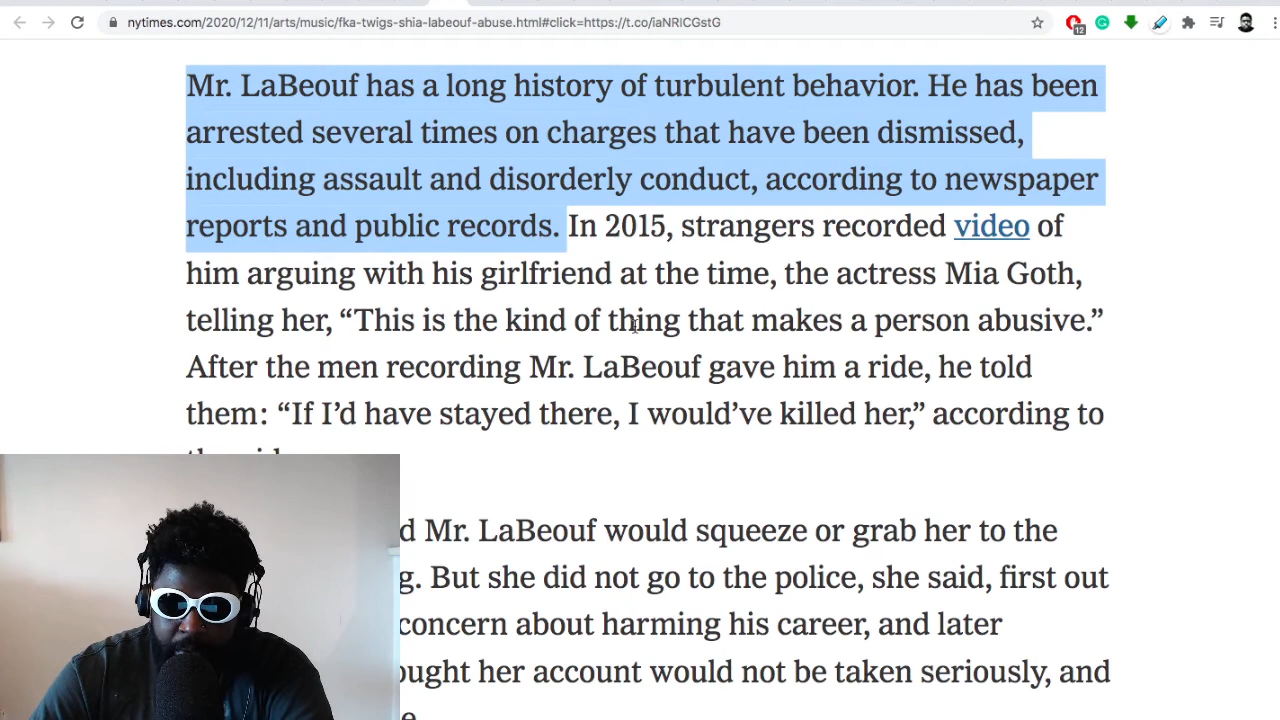 nytimes.com/2020/12/11/arts/music/fka-twigs-shia-labeouf-abuse.html#click=https://t.co/iaNRICGstG
12
Mr. LaBeouf has a long history of turbulent behavior. He has been
arrested several times on charges that have been dismissed,
including assault and disorderly conduct, according to newspaper
reports and public records. In 2015, strangers recorded video of
him arguing with his girlfriend at the time, the actress Mia Goth,
telling her, “This is the kind of thing that makes a person abusive.”
After the men recording Mr. LaBeouf gave him a ride, he told
them: “If I’d have stayed there, I would’ve killed her,” according to
d Mr. LaBeouf would squeeze or grab her to the
g. But she did not go to the police, she said, first out
concern about harming his career, and later
ought her account would not be taken seriously, and